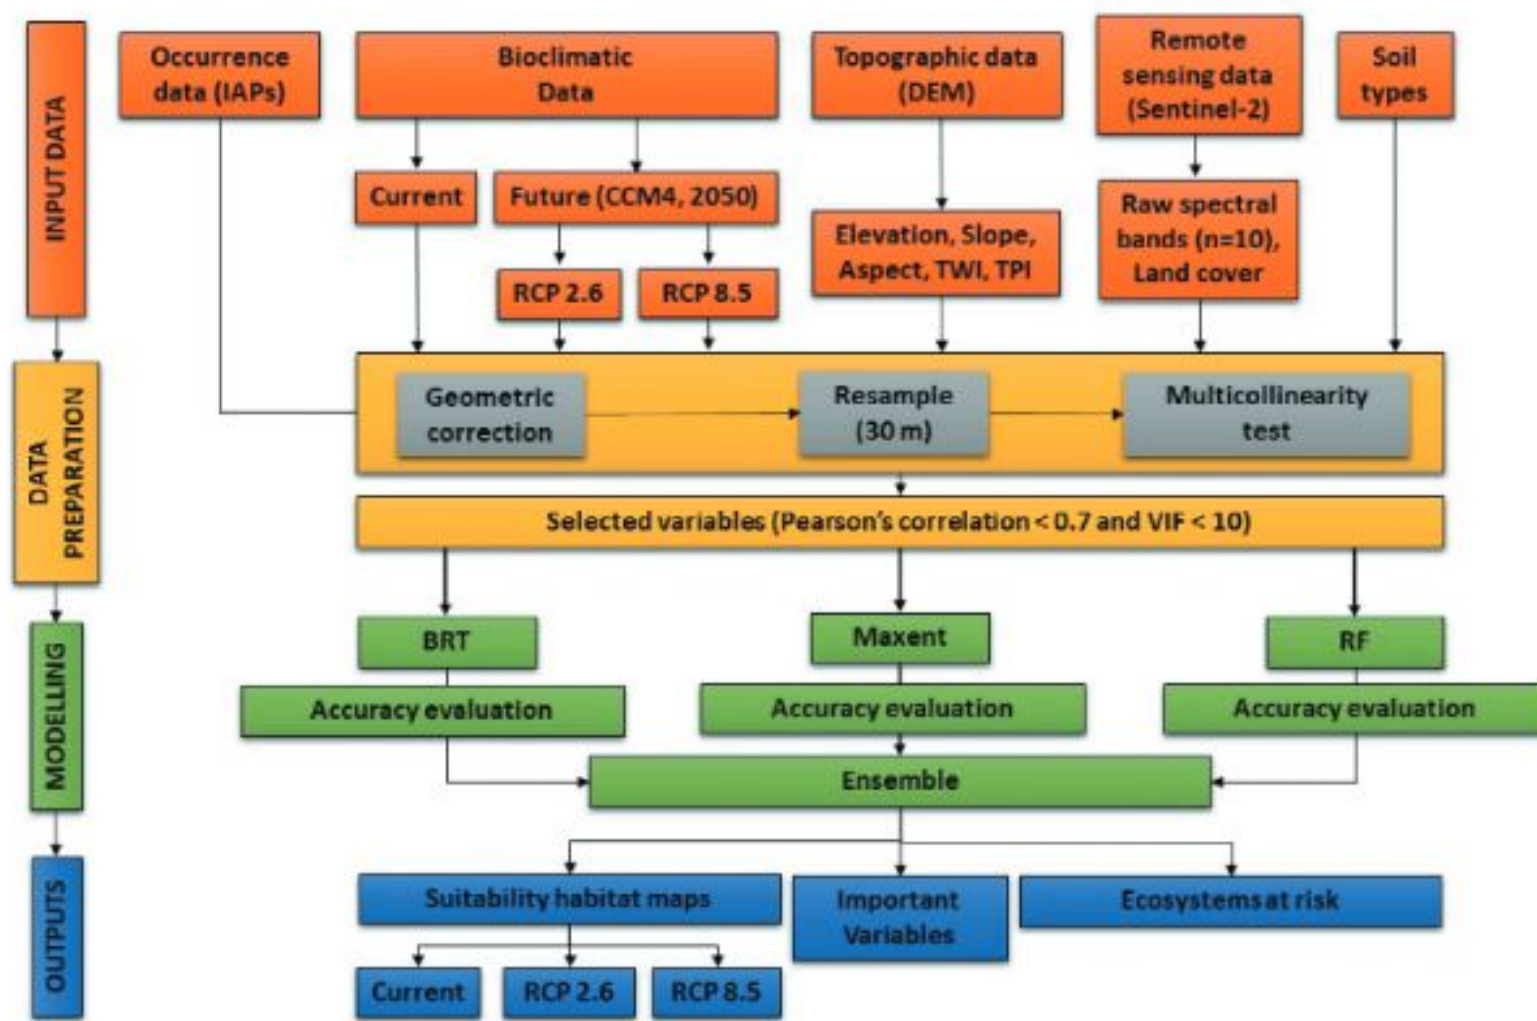 INPUT DATA
Occurrence
data (IAPs)
Bioclimatic
Data
Topographic data
(DEM)
Remote
sensing data
(Sentinel-2)
Soil
types
Current
Future (CCM4, 2050)
RCP 2.6
RCP 8.5
Elevation, Slope,
Aspect, TWI, TPI
Raw spectral
bands (n=10),
Land cover
DATA
PREPARATION
Geometric
correction
Resample
(30 m)
Multicollinearity
test
Selected variables (Pearson's correlation < 0.7 and VIF < 10)
MODELLING
BRT
Maxent
RF
Accuracy evaluation
Accuracy evaluation
Accuracy evaluation
Ensemble
OUTPUTS
Suitability habitat maps
Important
Variables
Ecosystems at risk
Current
RCP 2.6
RCP 8.5